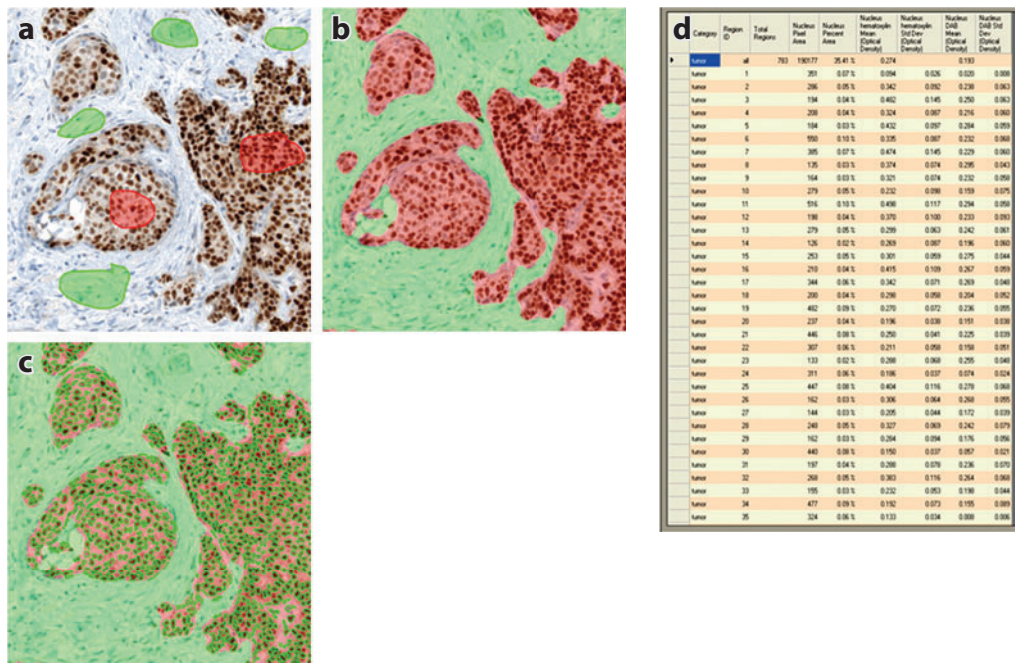 a
b
d
c
Category Region ID Total Regions Nucleus Pixel Area Nucleus Percent Area Nucleus hematoxylin Mean (Optical Density) Nucleus hematoxylin Std Dev (Optical Density) Nucleus DAB Mean (Optical Density) Nucleus DAB Std Dev (Optical Density)
tumor all 783 190177 35.41 % 0.274 0.193
tumor 1 351 0.07 % 0.094 0.026 0.020 0.008
tumor 2 286 0.05 % 0.342 0.092 0.238 0.063
tumor 3 194 0.04 % 0.482 0.145 0.250 0.063
tumor 4 208 0.04 % 0.324 0.087 0.216 0.060
tumor 5 184 0.03 % 0.432 0.097 0.284 0.059
tumor 6 550 0.10 % 0.335 0.087 0.232 0.068
tumor 7 385 0.07 % 0.474 0.145 0.229 0.060
tumor 8 135 0.03 % 0.374 0.074 0.295 0.043
tumor 9 164 0.03 % 0.321 0.074 0.232 0.058
tumor 10 279 0.05 % 0.232 0.098 0.159 0.075
tumor 11 516 0.10 % 0.498 0.117 0.294 0.058
tumor 12 198 0.04 % 0.370 0.100 0.233 0.093
tumor 13 279 0.05 % 0.299 0.063 0.242 0.061
tumor 14 126 0.02 % 0.269 0.087 0.196 0.060
tumor 15 253 0.05 % 0.301 0.059 0.275 0.044
tumor 16 210 0.04 % 0.415 0.109 0.267 0.059
tumor 17 344 0.06 % 0.342 0.071 0.269 0.048
tumor 18 200 0.04 % 0.298 0.058 0.204 0.052
tumor 19 482 0.09 % 0.270 0.072 0.236 0.055
tumor 20 237 0.04 % 0.196 0.038 0.151 0.038
tumor 21 446 0.08 % 0.250 0.041 0.225 0.039
tumor 22 307 0.06 % 0.211 0.058 0.158 0.051
tumor 23 133 0.02 % 0.288 0.068 0.255 0.048
tumor 24 311 0.06 % 0.186 0.037 0.074 0.024
tumor 25 447 0.08 % 0.404 0.116 0.278 0.068
tumor 26 162 0.03 % 0.306 0.064 0.268 0.055
tumor 27 144 0.03 % 0.205 0.044 0.172 0.039
tumor 28 248 0.05 % 0.327 0.069 0.242 0.079
tumor 29 162 0.03 % 0.284 0.094 0.176 0.056
tumor 30 440 0.08 % 0.150 0.037 0.057 0.021
tumor 31 197 0.04 % 0.288 0.078 0.236 0.070
tumor 32 268 0.05 % 0.383 0.116 0.264 0.068
tumor 33 155 0.03 % 0.232 0.053 0.198 0.044
tumor 34 477 0.09 % 0.192 0.073 0.155 0.089
tumor 35 324 0.06 % 0.133 0.034 0.008 0.006